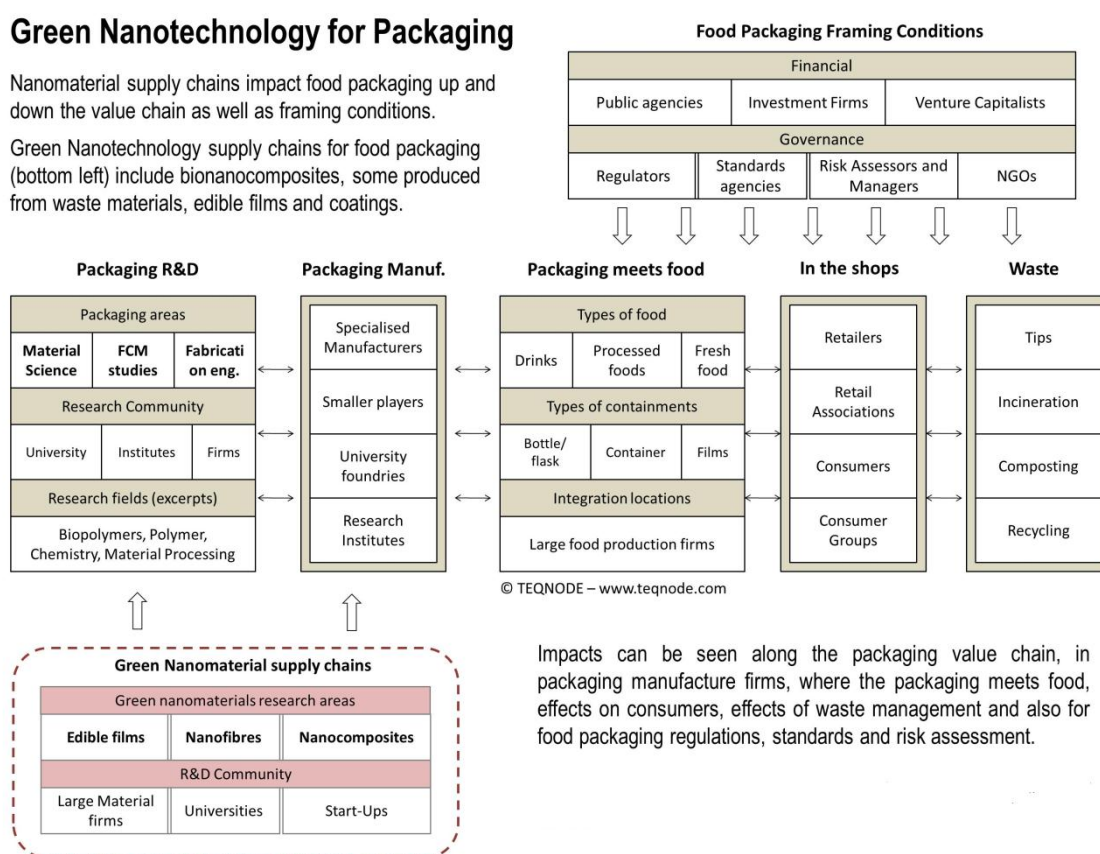 Green Nanotechnology for Packaging
Nanomaterial supply chains impact food packaging up and
down the value chain as well as framing conditions.
Green Nanotechnology supply chains for food packaging
(bottom left) include bionanocomposites, some produced
from waste materials, edible films and coatings.
Food Packaging Framing Conditions
Financial
Public agencies
Investment Firms
Venture Capitalists
Governance
Regulators
Standards
agencies
Risk Assessors and
Managers
NGOs
Packaging R&D
Packaging areas
Material
Science
FCM
studies
Fabricati
on eng.
Research Community
University
Institutes
Firms
Research fields (excerpts)
Biopolymers, Polymer,
Chemistry, Material Processing
Packaging Manuf.
Specialised
Manufacturers
Smaller players
University
foundries
Research
Institutes
Packaging meets food
Types of food
Drinks
Processed
foods
Fresh
food
Types of containments
Bottle/
flask
Container
Films
Integration locations
Large food production firms
In the shops
Retailers
Retail
Associations
Consumers
Consumer
Groups
Waste
Tips
Incineration
Composting
Recycling
© TEQNODE – www.teqnode.com
Green Nanomaterial supply chains
Green nanomaterials research areas
Edible films
Nanofibres
Nanocomposites
R&D Community
Large Material
firms
Universities
Start-Ups
Impacts can be seen along the packaging value chain, in
packaging manufacture firms, where the packaging meets food,
effects on consumers, effects of waste management and also for
food packaging regulations, standards and risk assessment.